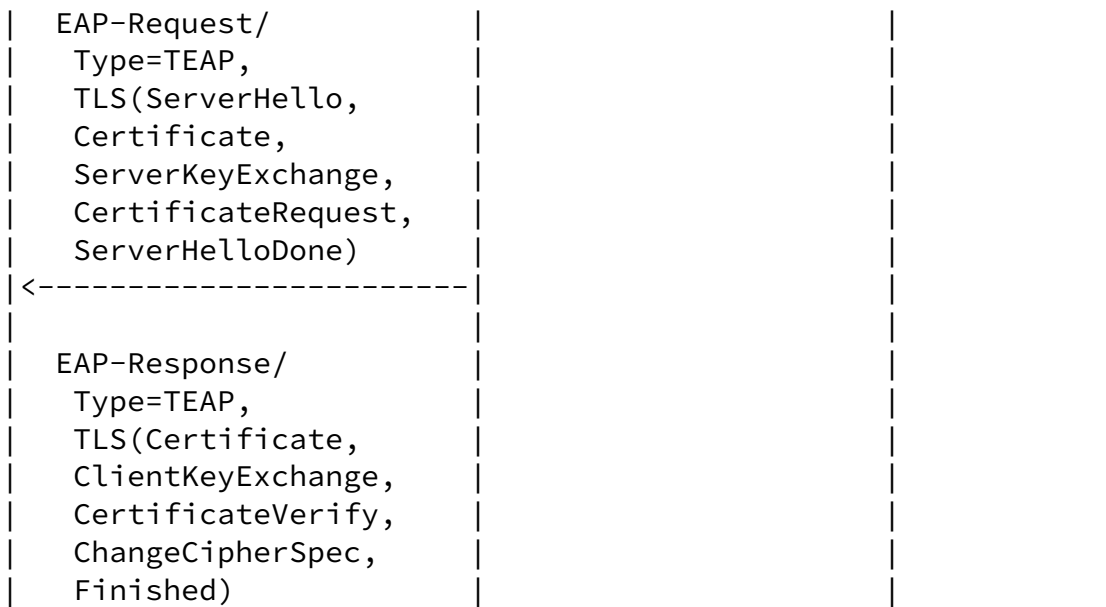 |  EAP-Request/          |                      |
|   Type=TEAP,            |                      |
|   TLS(ServerHello,      |                      |
|   Certificate,          |                      |
|   ServerKeyExchange,    |                      |
|   CertificateRequest,   |                      |
|   ServerHelloDone)      |                      |
|<------------------------|                      |
|                         |                      |
|  EAP-Response/          |                      |
|   Type=TEAP,            |                      |
|   TLS(Certificate,      |                      |
|   ClientKeyExchange,    |                      |
|   CertificateVerify,    |                      |
|   ChangeCipherSpec,     |                      |
|   Finished)             |                      |